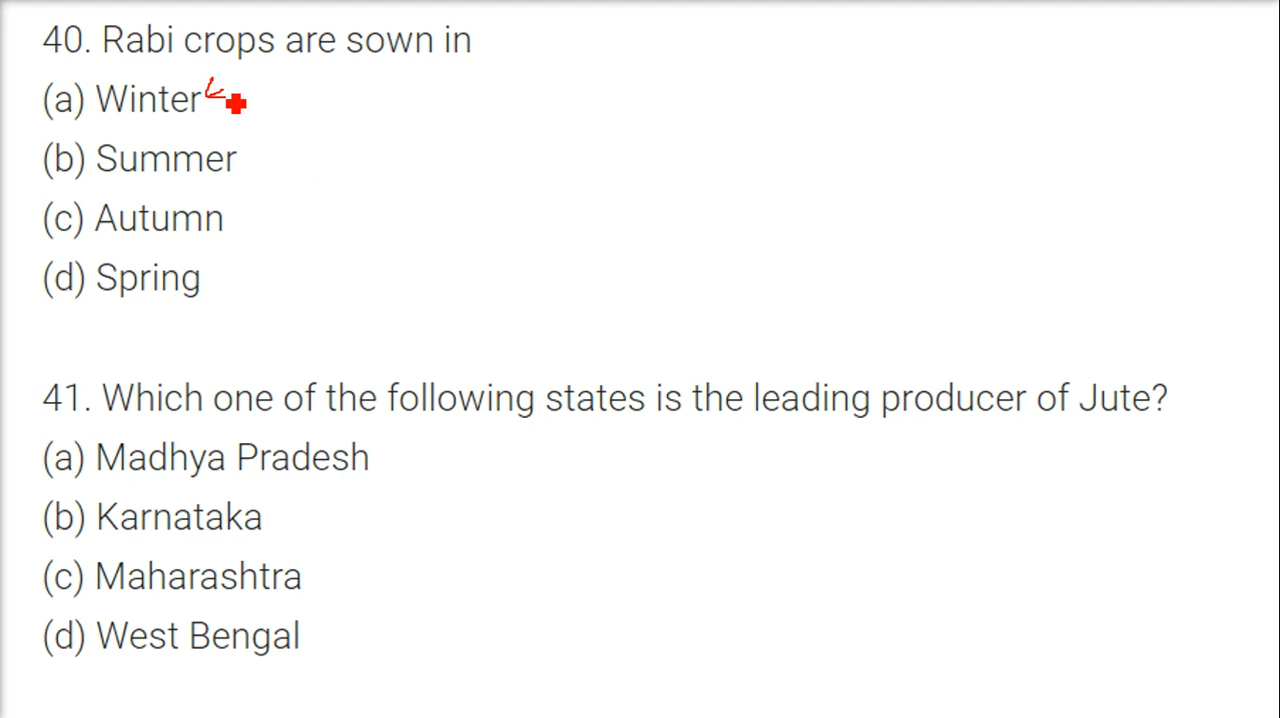 40. Rabi crops are sown in
(a) Winter
(b) Summer
(c) Autumn
(d) Spring
41. Which one of the following states is the leading producer of Jute?
(a) Madhya Pradesh
(b) Karnataka
(c) Maharashtra
(d) West Bengal